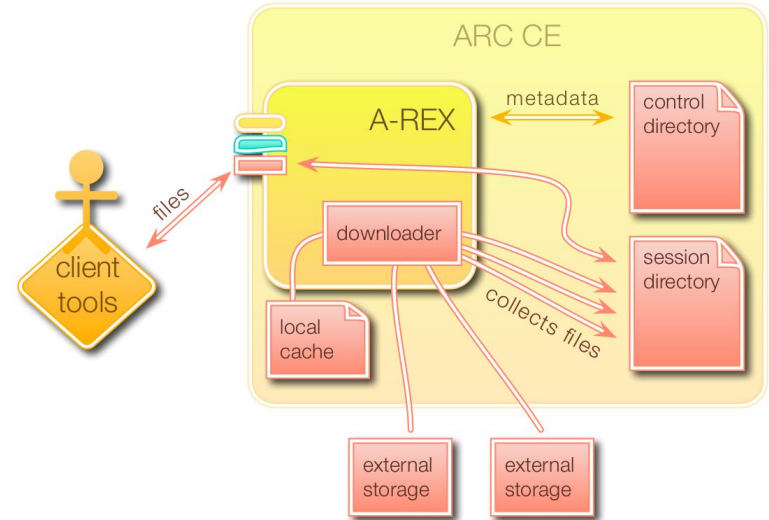 ARC CE
A-REX
metadata
control
directory
files
downloader
client
tools
session
directory
collects files
local
cache
external
storage
external
storage